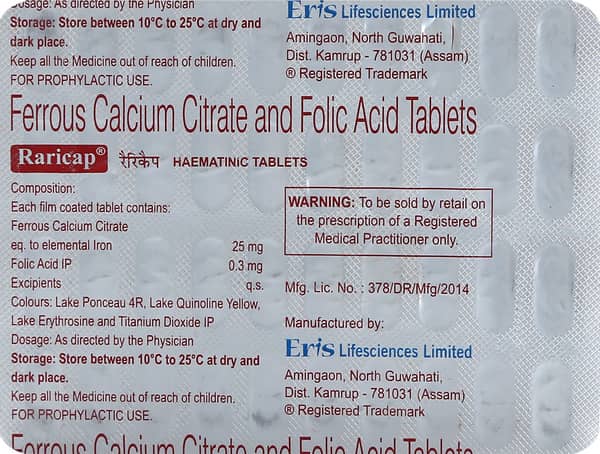 Dosage: As directed by the Physician
Storage: Store between 10°C to 25°C at dry and
dark place.
Keep all the Medicine out of reach of children.
FOR PROPHYLACTIC USE.
Eris Lifesciences Limited
Amingaon, North Guwahati,
Dist. Kamrup - 781031 (Assam)
® Registered Trademark
Ferrous Calcium Citrate and Folic Acid Tablets
Raricap® रैरिकैप HAEMATINIC TABLETS
Composition:
Each film coated tablet contains:
Ferrous Calcium Citrate
eq. to elemental Iron 25 mg
Folic Acid IP 0.3 mg
Excipients q.s.
Colours: Lake Ponceau 4R, Lake Quinoline Yellow,
Lake Erythrosine and Titanium Dioxide IP
Dosage: As directed by the Physician
Storage: Store between 10°C to 25°C at dry and
dark place.
Keep all the Medicine out of reach of children.
FOR PROPHYLACTIC USE.
WARNING: To be sold by retail on
the prescription of a Registered
Medical Practitioner only.
Mfg. Lic. No. : 378/DR/Mfg/2014
Manufactured by:
Eris Lifesciences Limited
Amingaon, North Guwahati,
Dist. Kamrup - 781031 (Assam)
® Registered Trademark
Ferrous Calcium Citrate and Folic Acid Tablets